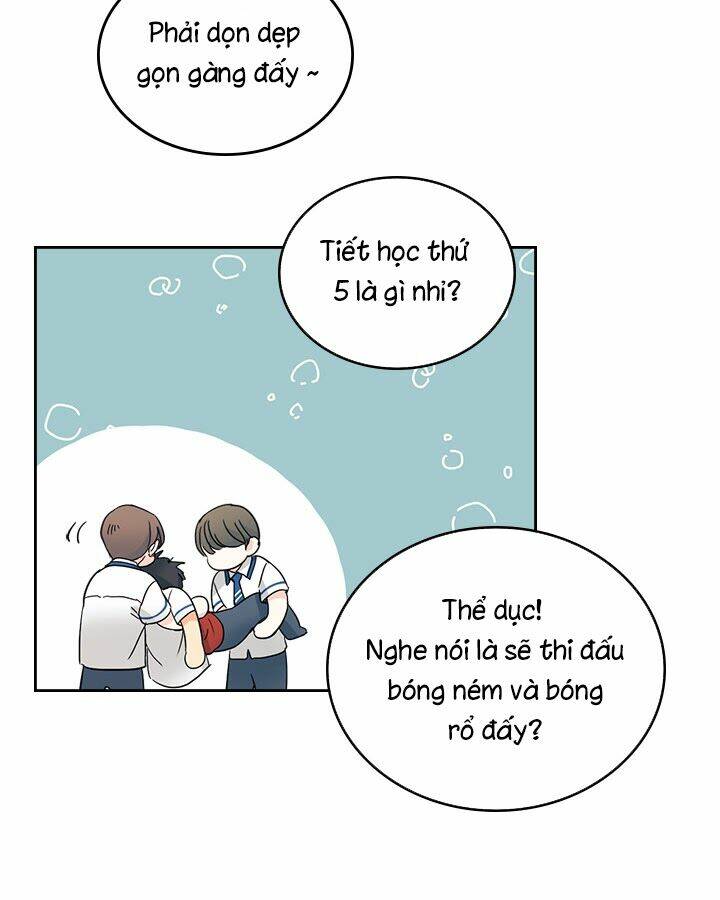 Phải dọn dẹp
gọn gàng đấy ~
Tiết học thứ
5 là gì nhỉ?
Thể dục!
Nghe nói là sẽ thi đấu
bóng ném và bóng
rổ đấy?